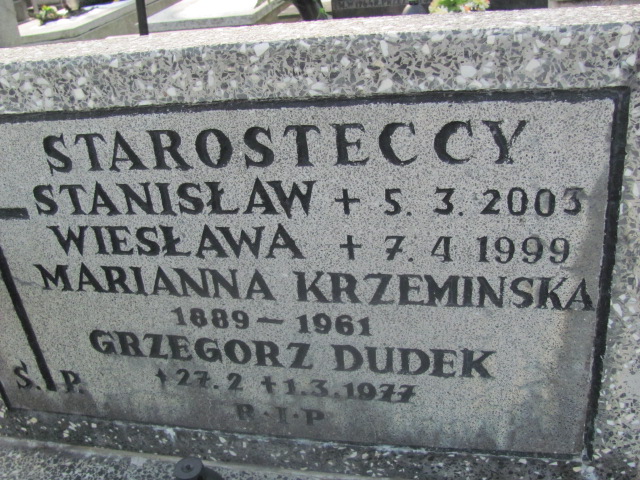 STAROSTECCY
STANISŁAW + 5. 3. 2003
WIESŁAWA + 7. 4 1999
MARIANNA KRZEMINSKA
1889 – 1961
GRZEGORZ DUDEK
Ś. P. +27. 2 +1.3.1977
R·I·P